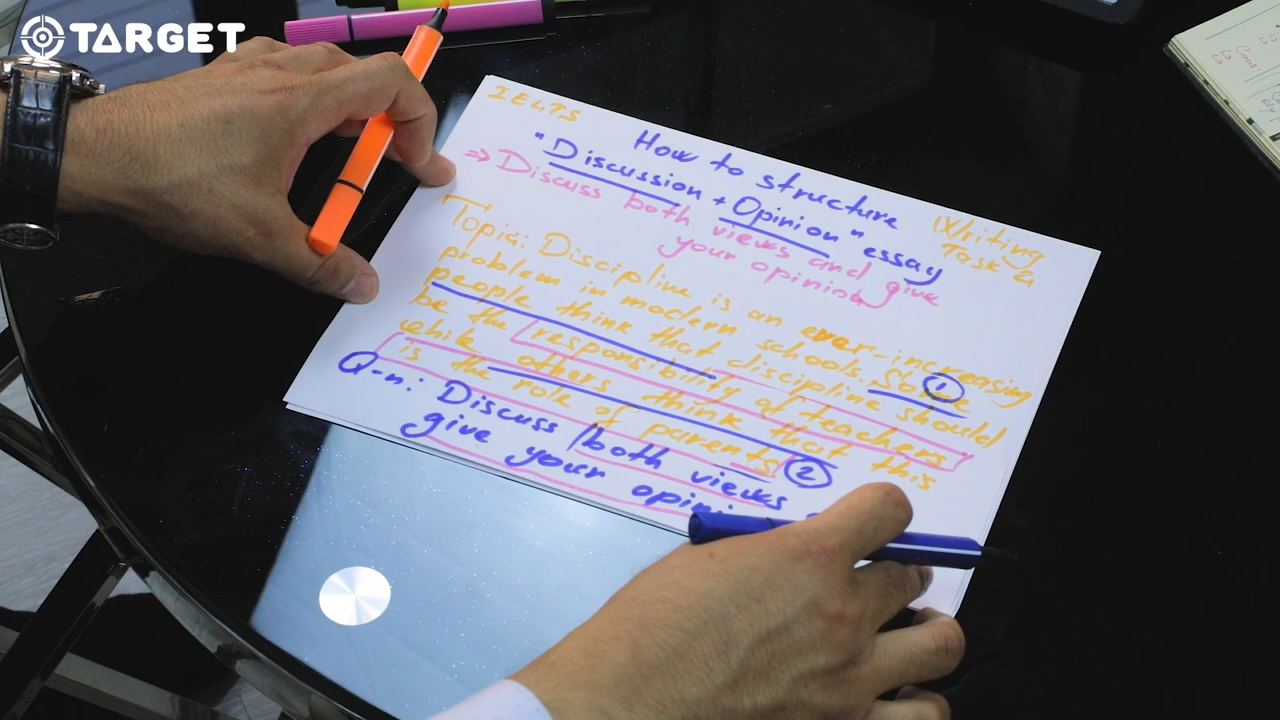 TARGET
IELTS
How to structure
"Discussion + Opinion" essay
Writing
Task 2
⇒ Discuss both views and give
your opinion
Topic: Discipline is an ever-increasing
problem in modern schools. Some ①
people think that discipline should
be the responsibility of teachers
while others think that this
is the role of parents ②
Q-n.: Discuss both views
give your opini